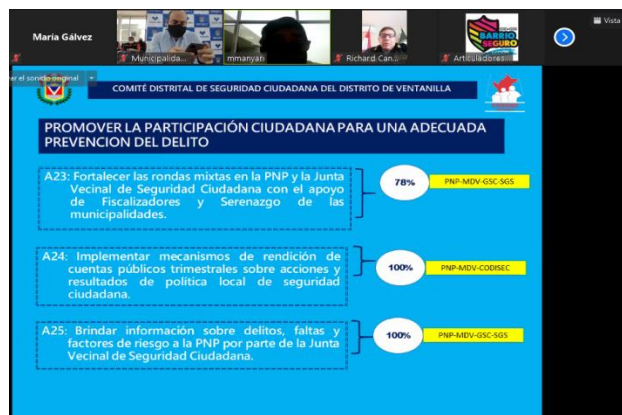 Vista
María Gálvez
Municipalida...
mmanyari
Richard Can...
BARRIO
SEGURO
Articuladores
ar el sonido original
COMITÉ DISTRITAL DE SEGURIDAD CIUDADANA DEL DISTRITO DE VENTANILLA
PROMOVER LA PARTICIPACIÓN CIUDADANA PARA UNA ADECUADA
PREVENCION DEL DELITO
A23: Fortalecer las rondas mixtas en la PNP y la Junta
Vecinal de Seguridad Ciudadana con el apoyo
de Fiscalizadores y Serenazgo de las
municipalidades.
78%
PNP-MDV-GSC-SGS
A24: Implementar mecanismos de rendición de
cuentas públicos trimestrales sobre acciones y
resultados de política local de seguridad
ciudadana.
100%
PNP-MDV-CODISEC
A25: Brindar información sobre delitos, faltas y
factores de riesgo a la PNP por parte de la Junta
Vecinal de Seguridad Ciudadana.
100%
PNP-MDV-GSC-SGS